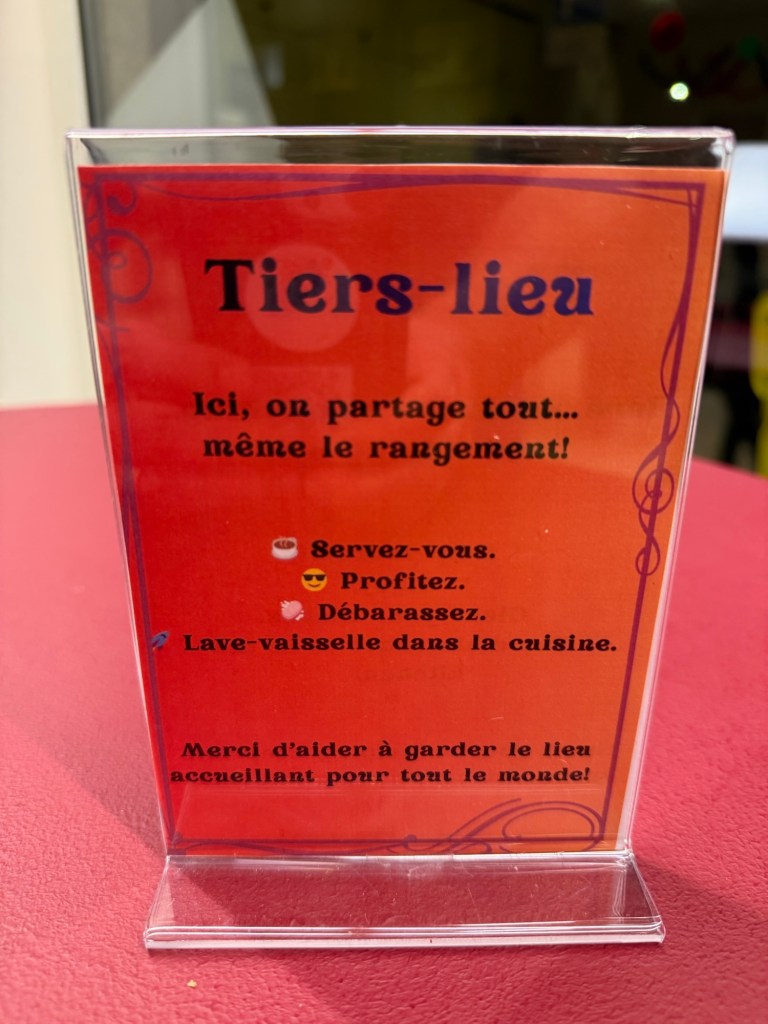 Tiers-lieu
Ici, on partage tout...
même le rangement!
☕ Servez-vous.
😎 Profitez.
🧼 Débarassez.
🚀 Lave-vaisselle dans la cuisine.
Merci d'aider à garder le lieu
accueillant pour tout le monde!